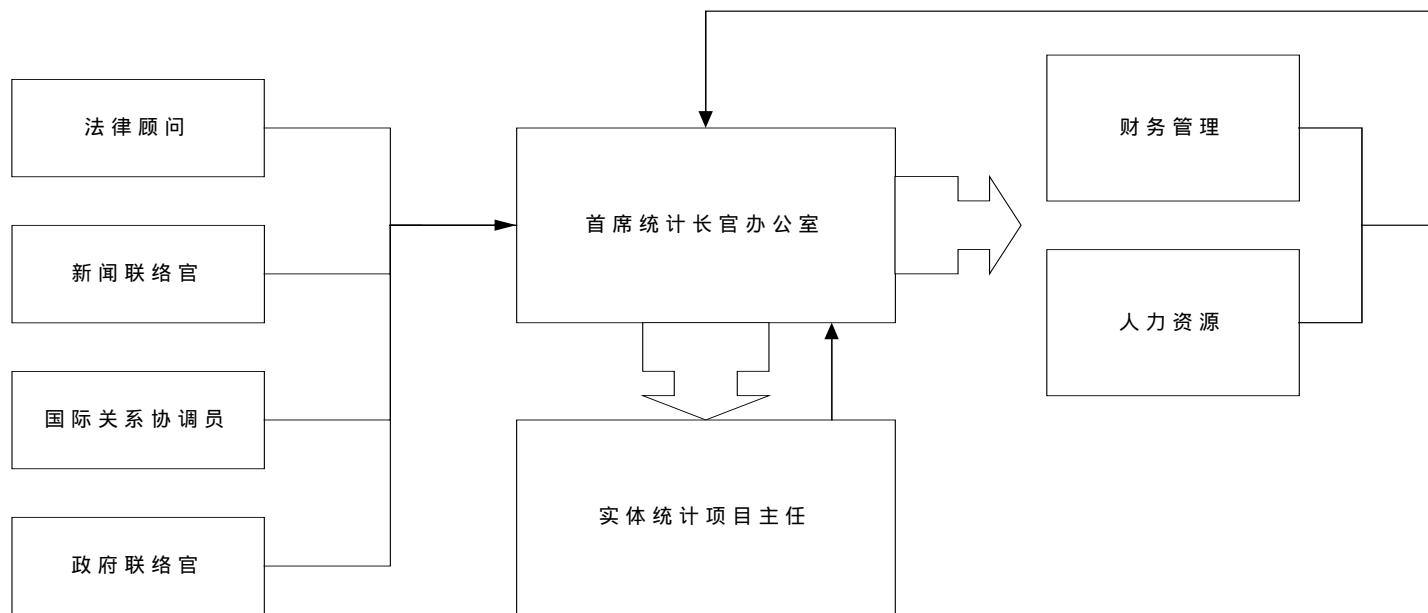 法律顾问
新闻联络官
国际关系协调员
政府联络官
首席统计长官办公室
实体统计项目主任
财务管理
人力资源